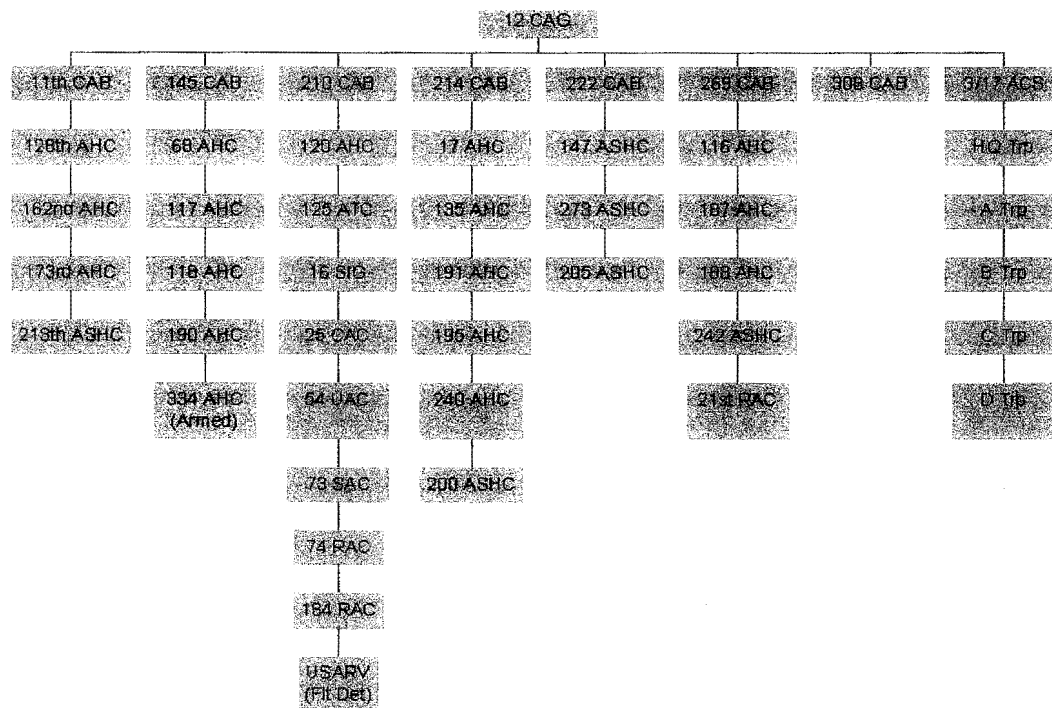 12 CAG
11th CAB
145 CAB
210 CAB
214 CAB
222 CAB
269 CAB
308 CAB
3/17 ACS
128th AHC
68 AHC
120 AHC
17 AHC
147 ASHC
116 AHC
HQ Trp
162nd AHC
117 AHC
125 ATC
135 AHC
273 ASHC
187 AHC
A Trp
173rd AHC
118 AHC
16 SIG
191 AHC
205 ASHC
188 AHC
B Trp
213th ASHC
190 AHC
25 CAC
195 AHC
242 ASHC
C Trp
334 AHC
(Armed)
54 UAC
240 AHC
21st RAC
D Trp
73 SAC
200 ASHC
74 RAC
184 RAC
USARV
(Flt Det)